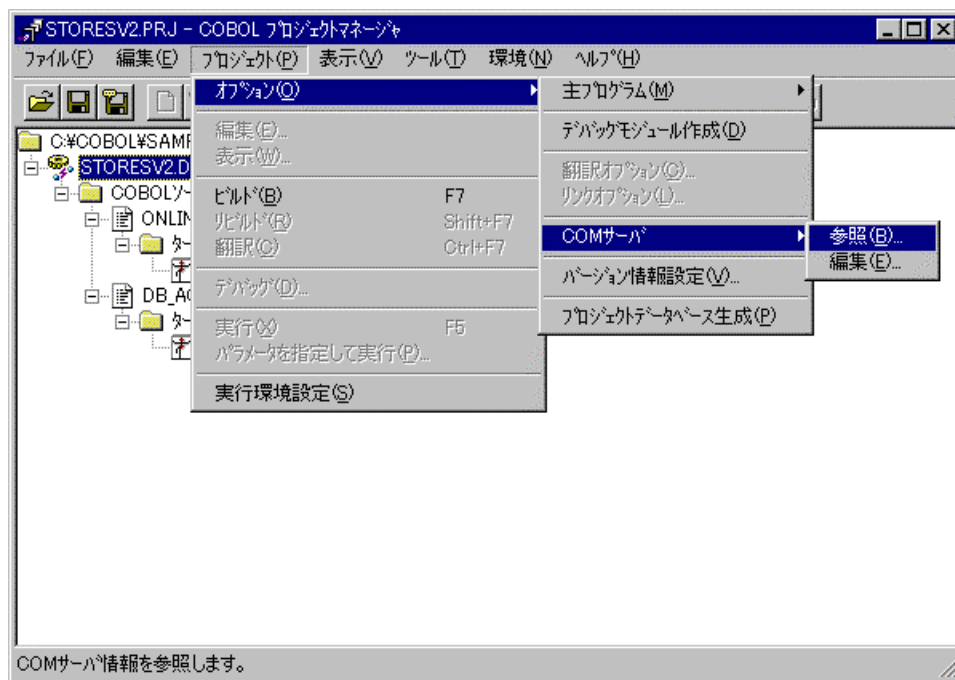 STORESV2.PRJ - COBOL ﾌﾟﾛｼﾞｪｸﾄﾏﾈｰｼﾞｬ
ﾌｧｲﾙ(F) 編集(E) ﾌﾟﾛｼﾞｪｸﾄ(P) 表示(V) ﾂｰﾙ(T) 環境(N) ﾍﾙﾌﾟ(H)
C:¥COBOL¥SAMP
STORESV2.D
COBOLｿｰ
ONLIN
ﾀｰ
DB_AC
ﾀｰ
ｵﾌﾟｼｮﾝ(O)
編集(E)...
表示(W)...
ﾋﾞﾙﾄﾞ(B) F7
ﾘﾋﾞﾙﾄﾞ(R) Shift+F7
翻訳(C) Ctrl+F7
ﾃﾞﾊﾞｯｸﾞ(D)...
実行(X) F5
ﾊﾟﾗﾒｰﾀを指定して実行(P)...
実行環境設定(S)
主ﾌﾟﾛｸﾞﾗﾑ(M)
ﾃﾞﾊﾞｯｸﾞﾓｼﾞｭｰﾙ作成(D)
翻訳ｵﾌﾟｼｮﾝ(C)...
ﾘﾝｸｵﾌﾟｼｮﾝ(L)...
COMｻｰﾊﾞ
ﾊﾞｰｼﾞｮﾝ情報設定(V)...
ﾌﾟﾛｼﾞｪｸﾄﾃﾞｰﾀﾍﾞｰｽ生成(P)
参照(B)...
編集(E)...
COMｻｰﾊﾞ情報を参照します。